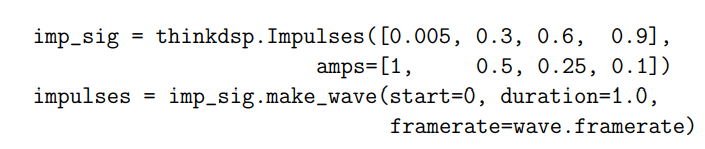 imp_sig = thinkdsp.Impulses([0.005, 0.3, 0.6,  0.9],
                       amps=[1,     0.5, 0.25, 0.1])
impulses = imp_sig.make_wave(start=0, duration=1.0,
                             framerate=wave.framerate)